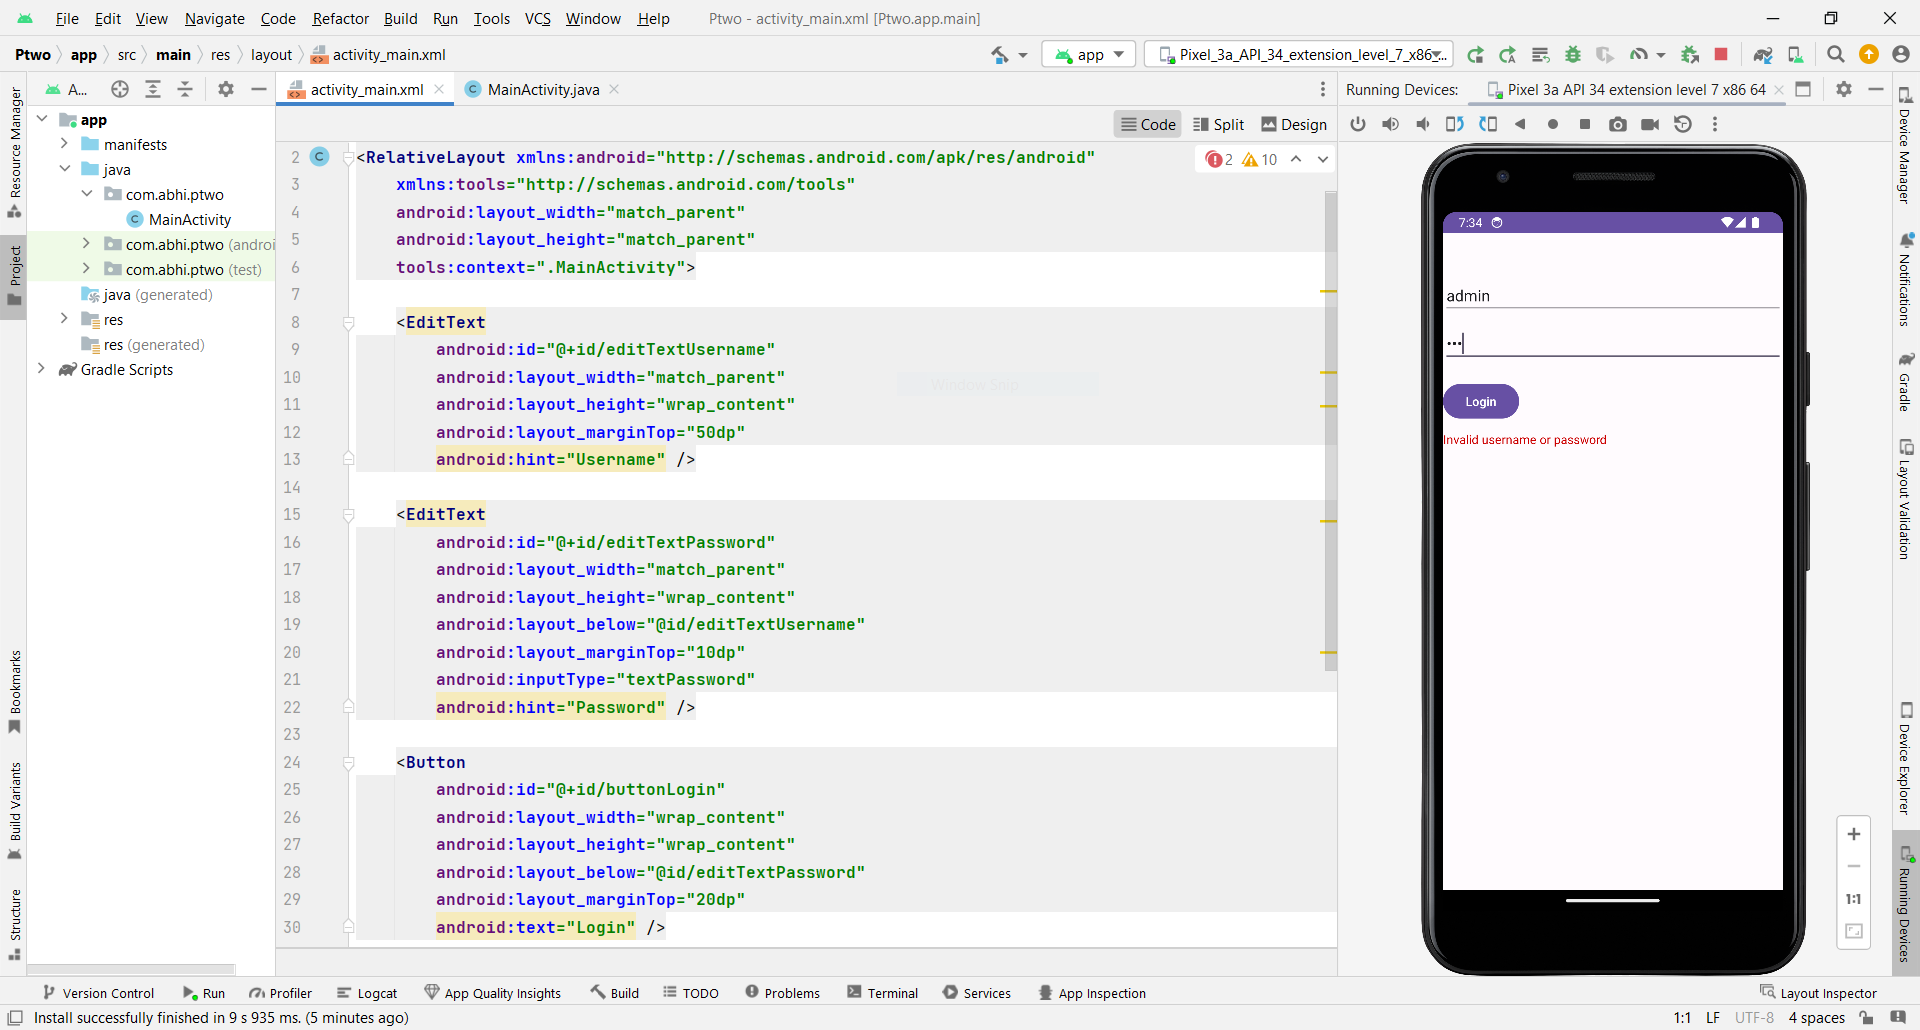 File Edit View Navigate Code Refactor Build Run Tools VCS Window Help Ptwo - activity_main.xml [Ptwo.app.main]
Ptwo app src main res layout activity_main.xml app Pixel_3a_API_34_extension_level_7_x86_
A... activity_main.xml MainActivity.java Running Devices: Pixel 3a API 34 extension level 7 x86 64
Code Split Design
Resource Manager
Project
Bookmarks
Build Variants
Structure
app
manifests
java
com.abhi.ptwo
MainActivity
com.abhi.ptwo (androi
com.abhi.ptwo (test)
java (generated)
res
res (generated)
Gradle Scripts
2 10
2 C <RelativeLayout xmlns:android="http://schemas.android.com/apk/res/android"
3 xmlns:tools="http://schemas.android.com/tools"
4 android:layout_width="match_parent"
5 android:layout_height="match_parent"
6 tools:context=".MainActivity">
7
8 <EditText
9 android:id="@+id/editTextUsername"
10 android:layout_width="match_parent"
11 android:layout_height="wrap_content"
12 android:layout_marginTop="50dp"
13 android:hint="Username" />
14
15 <EditText
16 android:id="@+id/editTextPassword"
17 android:layout_width="match_parent"
18 android:layout_height="wrap_content"
19 android:layout_below="@id/editTextUsername"
20 android:layout_marginTop="10dp"
21 android:inputType="textPassword"
22 android:hint="Password" />
23
24 <Button
25 android:id="@+id/buttonLogin"
26 android:layout_width="wrap_content"
27 android:layout_height="wrap_content"
28 android:layout_below="@id/editTextPassword"
29 android:layout_marginTop="20dp"
30 android:text="Login" />
Window Snip
7:34
admin
•••
Login
Invalid username or password
1:1
Device Manager
Notifications
Gradle
Layout Validation
Device Explorer
Running Devices
Version Control Run Profiler Logcat App Quality Insights Build TODO Problems Terminal Services App Inspection Layout Inspector
Install successfully finished in 9 s 935 ms. (5 minutes ago) 1:1 LF UTF-8 4 spaces